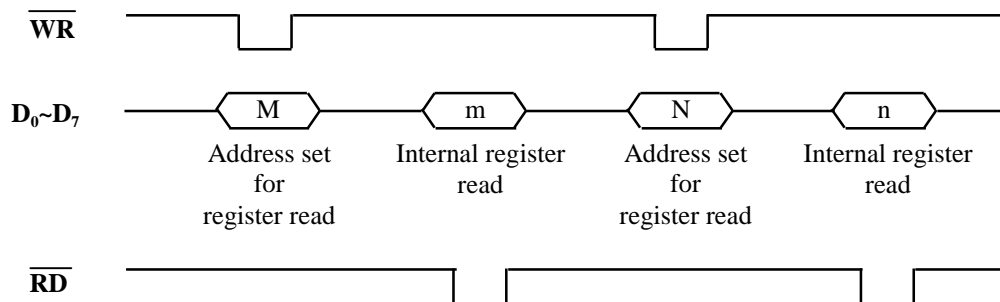 WR
D₀~D₇
M
m
N
n
Address set
for
register read
Internal register
read
Address set
for
register read
Internal register
read
RD